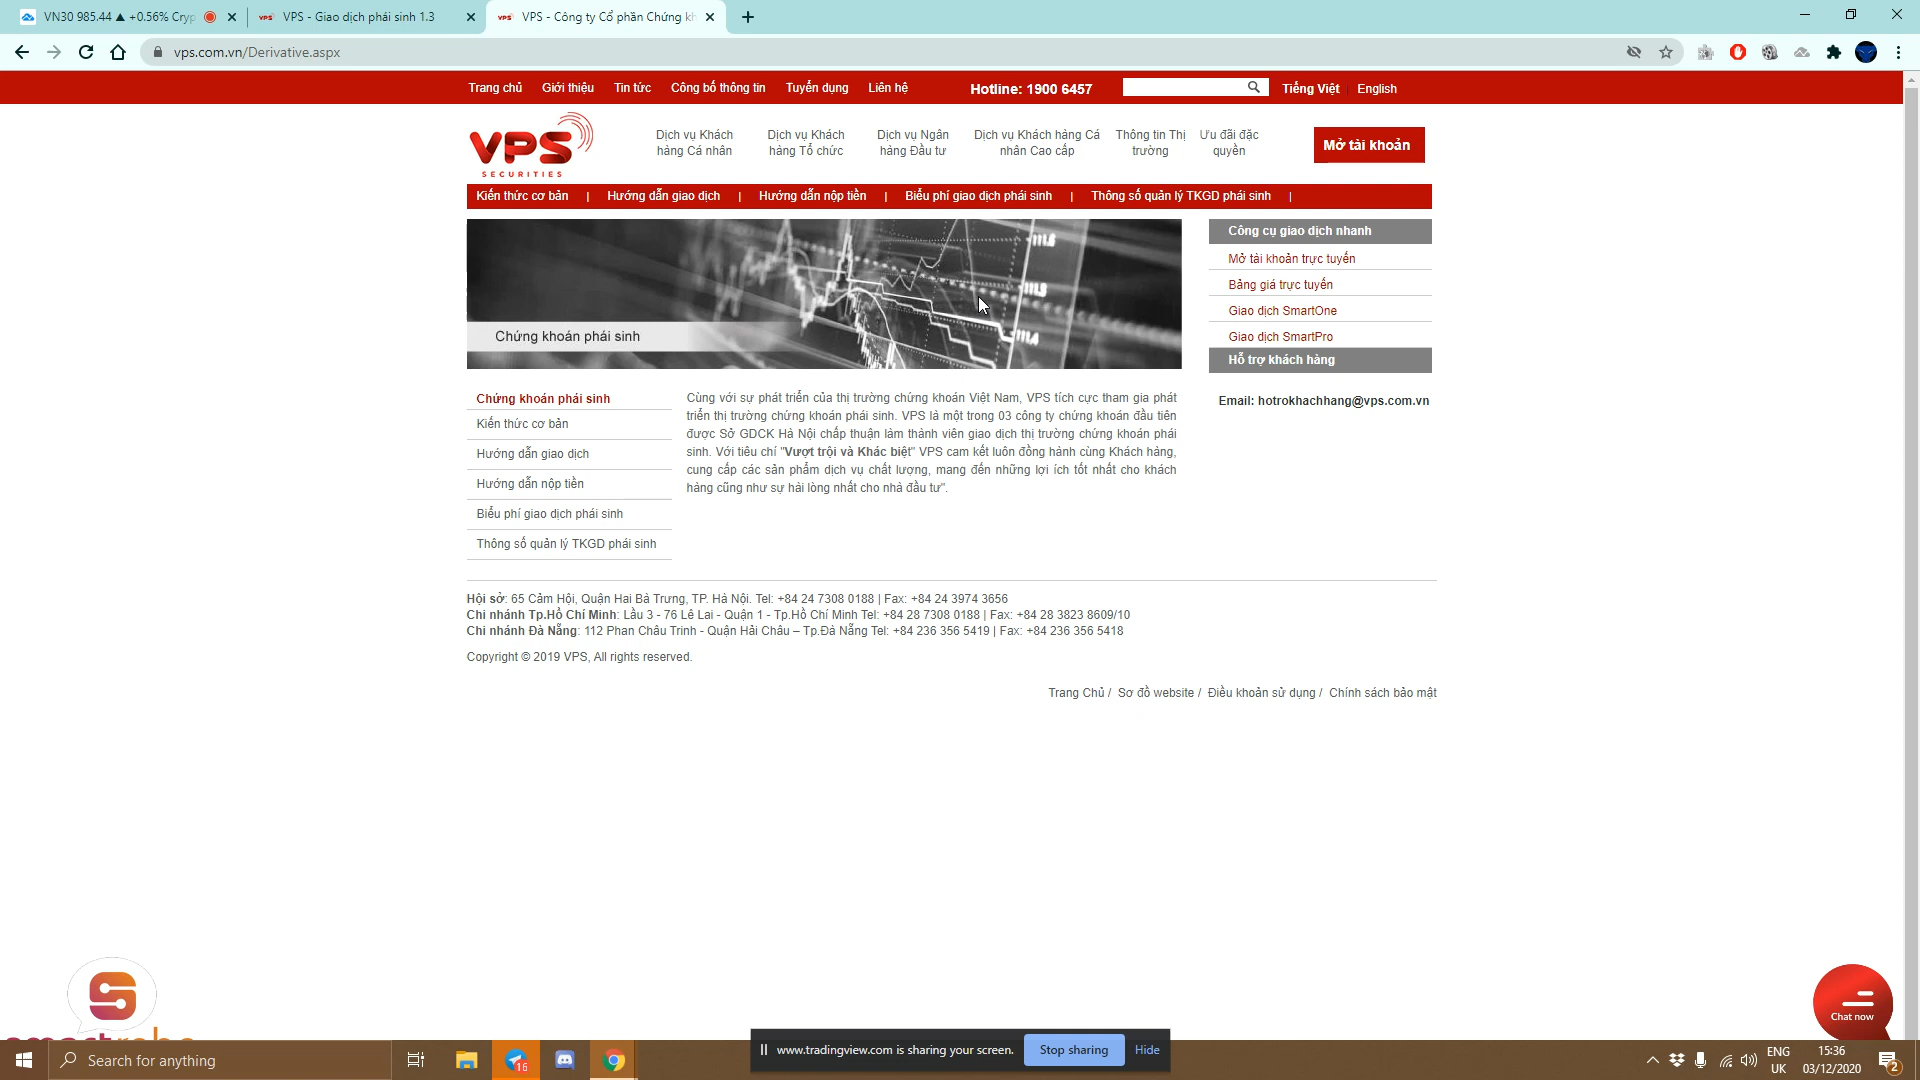 VN30 985.44 ▲ +0.56% Cryp
VPS - Giao dịch phái sinh 1.3
VPS - Công ty Cổ phần Chứng kh
vps.com.vn/Derivative.aspx
Trang chủ Giới thiệu Tin tức Công bố thông tin Tuyển dụng Liên hệ Hotline: 1900 6457 Tiếng Việt English
VPS
SECURITIES
Dịch vụ Khách
hàng Cá nhân
Dịch vụ Khách
hàng Tổ chức
Dịch vụ Ngân
hàng Đầu tư
Dịch vụ Khách hàng Cá
nhân Cao cấp
Thông tin Thị
trường
Ưu đãi đặc
quyền
Mở tài khoản
Kiến thức cơ bản | Hướng dẫn giao dịch | Hướng dẫn nộp tiền | Biểu phí giao dịch phái sinh | Thông số quản lý TKGD phái sinh |
111.6
111.5
111.4
Chứng khoán phái sinh
Công cụ giao dịch nhanh
Mở tài khoản trực tuyến
Bảng giá trực tuyến
Giao dịch SmartOne
Giao dịch SmartPro
Hỗ trợ khách hàng
Email: hotrokhachhang@vps.com.vn
Chứng khoán phái sinh
Kiến thức cơ bản
Hướng dẫn giao dịch
Hướng dẫn nộp tiền
Biểu phí giao dịch phái sinh
Thông số quản lý TKGD phái sinh
Cùng với sự phát triển của thị trường chứng khoán Việt Nam, VPS tích cực tham gia phát
triển thị trường chứng khoán phái sinh. VPS là một trong 03 công ty chứng khoán đầu tiên
được Sở GDCK Hà Nội chấp thuận làm thành viên giao dịch thị trường chứng khoán phái
sinh. Với tiêu chí "Vượt trội và Khác biệt" VPS cam kết luôn đồng hành cùng Khách hàng,
cung cấp các sản phẩm dịch vụ chất lượng, mang đến những lợi ích tốt nhất cho khách
hàng cũng như sự hài lòng nhất cho nhà đầu tư".
Hội sở: 65 Cảm Hội, Quận Hai Bà Trưng, TP. Hà Nội. Tel: +84 24 7308 0188 | Fax: +84 24 3974 3656
Chi nhánh Tp.Hồ Chí Minh: Lầu 3 - 76 Lê Lai - Quận 1 - Tp.Hồ Chí Minh Tel: +84 28 7308 0188 | Fax: +84 28 3823 8609/10
Chi nhánh Đà Nẵng: 112 Phan Châu Trinh - Quận Hải Châu – Tp.Đà Nẵng Tel: +84 236 356 5419 | Fax: +84 236 356 5418
Copyright © 2019 VPS, All rights reserved.
Trang Chủ / Sơ đồ website / Điều khoản sử dụng / Chính sách bảo mật
Chat now
www.tradingview.com is sharing your screen. Stop sharing Hide
Search for anything
16
ENG
UK
15:36
03/12/2020
2